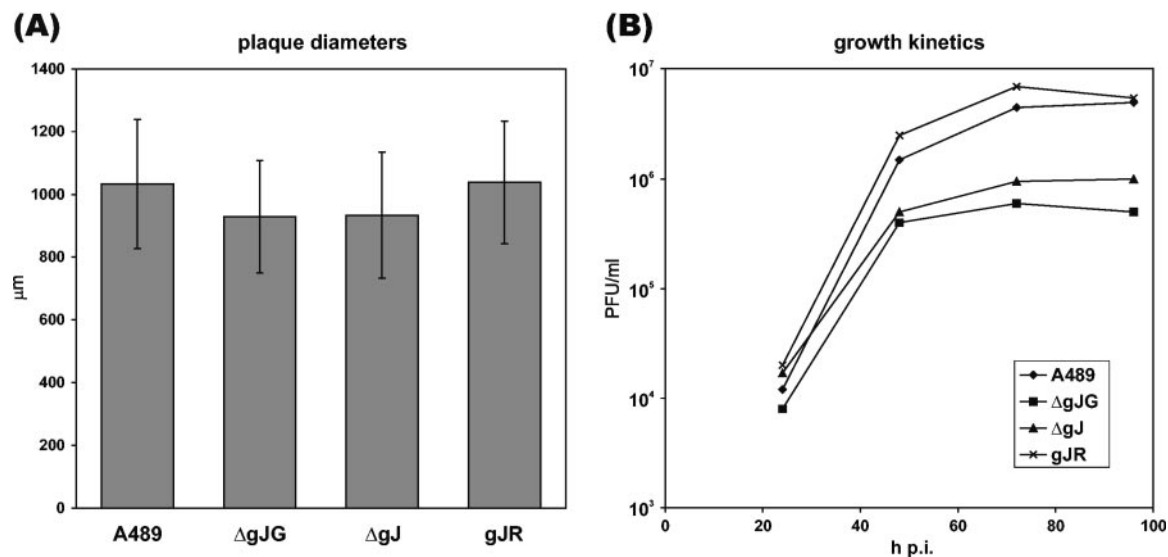 (A)
plaque diameters
1400
1200
1000
800
600
400
200
0
µm
A489
ΔgJG
ΔgJ
gJR
(B)
growth kinetics
10⁷
10⁶
10⁵
10⁴
10³
PFU/ml
0
20
40
60
80
100
h p.i.
A489
ΔgJG
ΔgJ
gJR